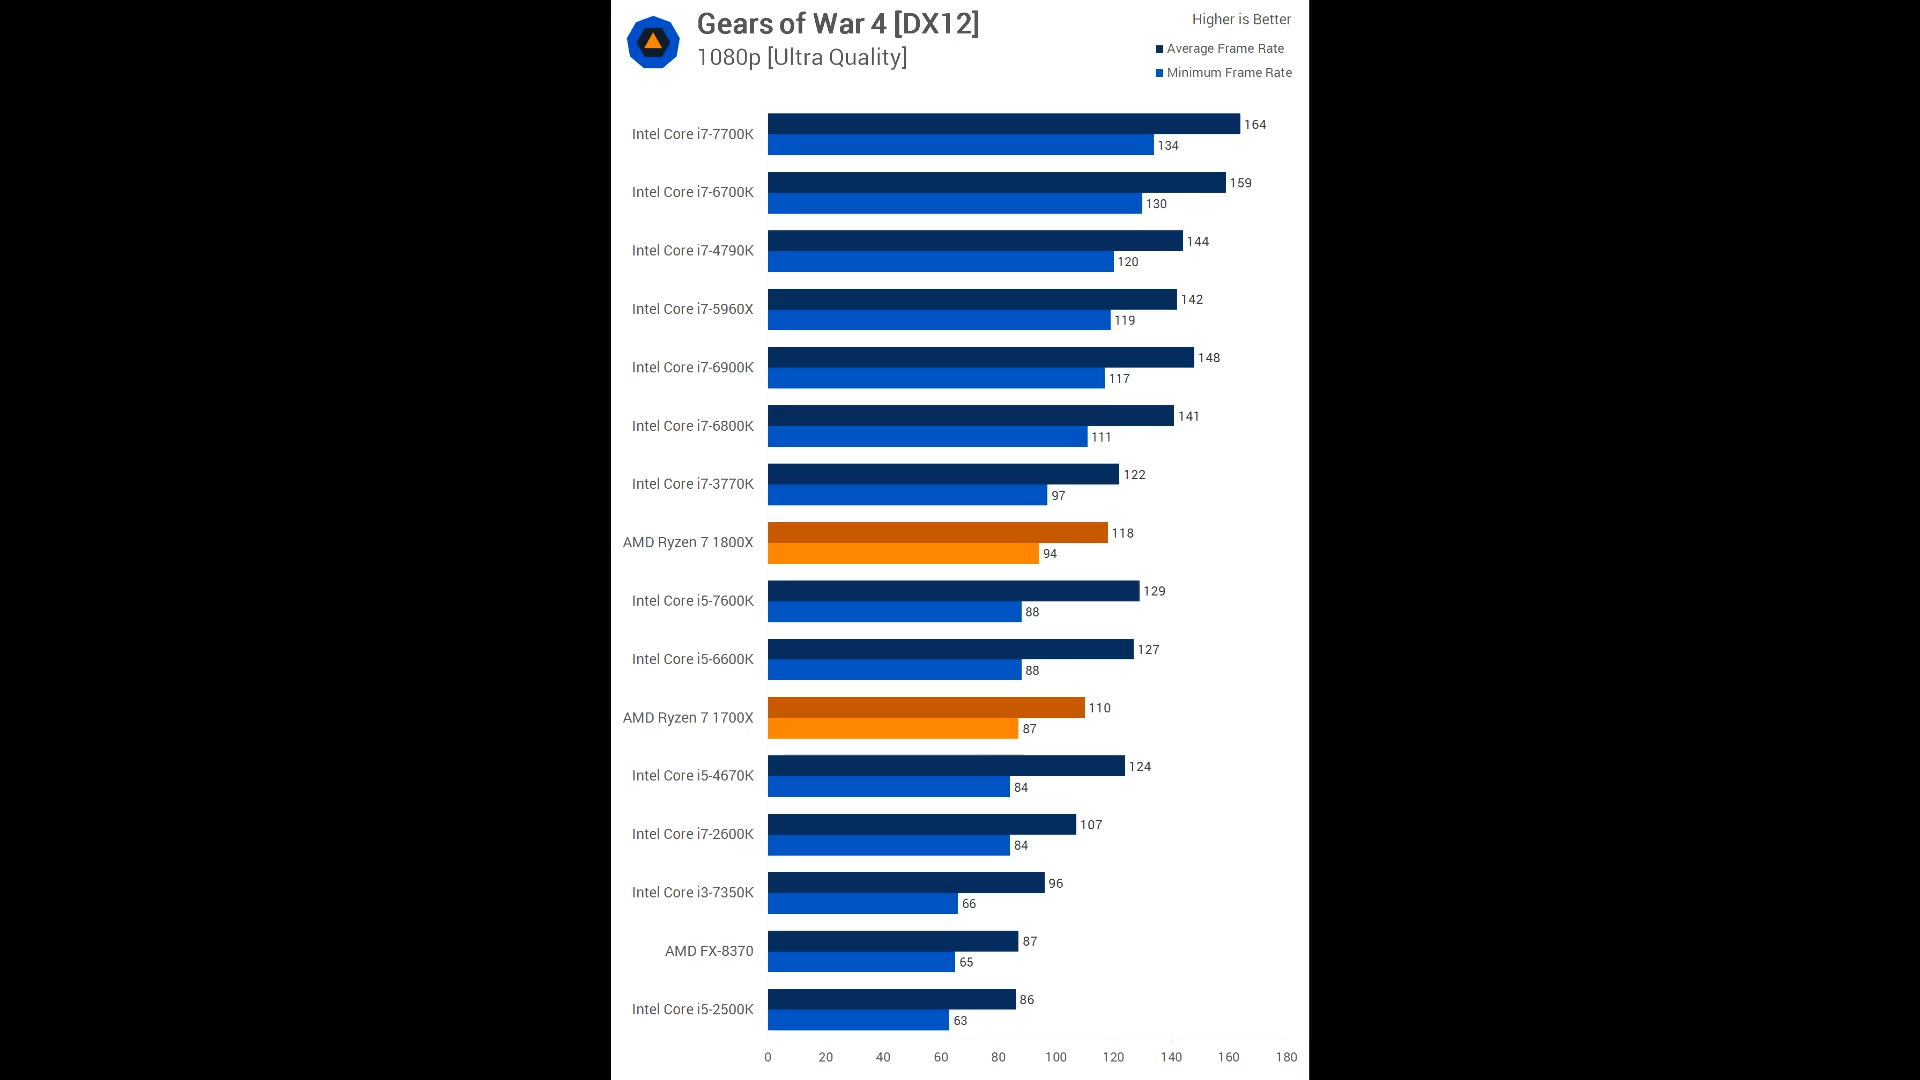 Gears of War 4 [DX12]
1080p [Ultra Quality]
Higher is Better
Average Frame Rate
Minimum Frame Rate
Intel Core i7-7700K
164
134
Intel Core i7-6700K
159
130
Intel Core i7-4790K
144
120
Intel Core i7-5960X
142
119
Intel Core i7-6900K
148
117
Intel Core i7-6800K
141
111
Intel Core i7-3770K
122
97
AMD Ryzen 7 1800X
118
94
Intel Core i5-7600K
129
88
Intel Core i5-6600K
127
88
AMD Ryzen 7 1700X
110
87
Intel Core i5-4670K
124
84
Intel Core i7-2600K
107
84
Intel Core i3-7350K
96
66
AMD FX-8370
87
65
Intel Core i5-2500K
86
63
0 20 40 60 80 100 120 140 160 180